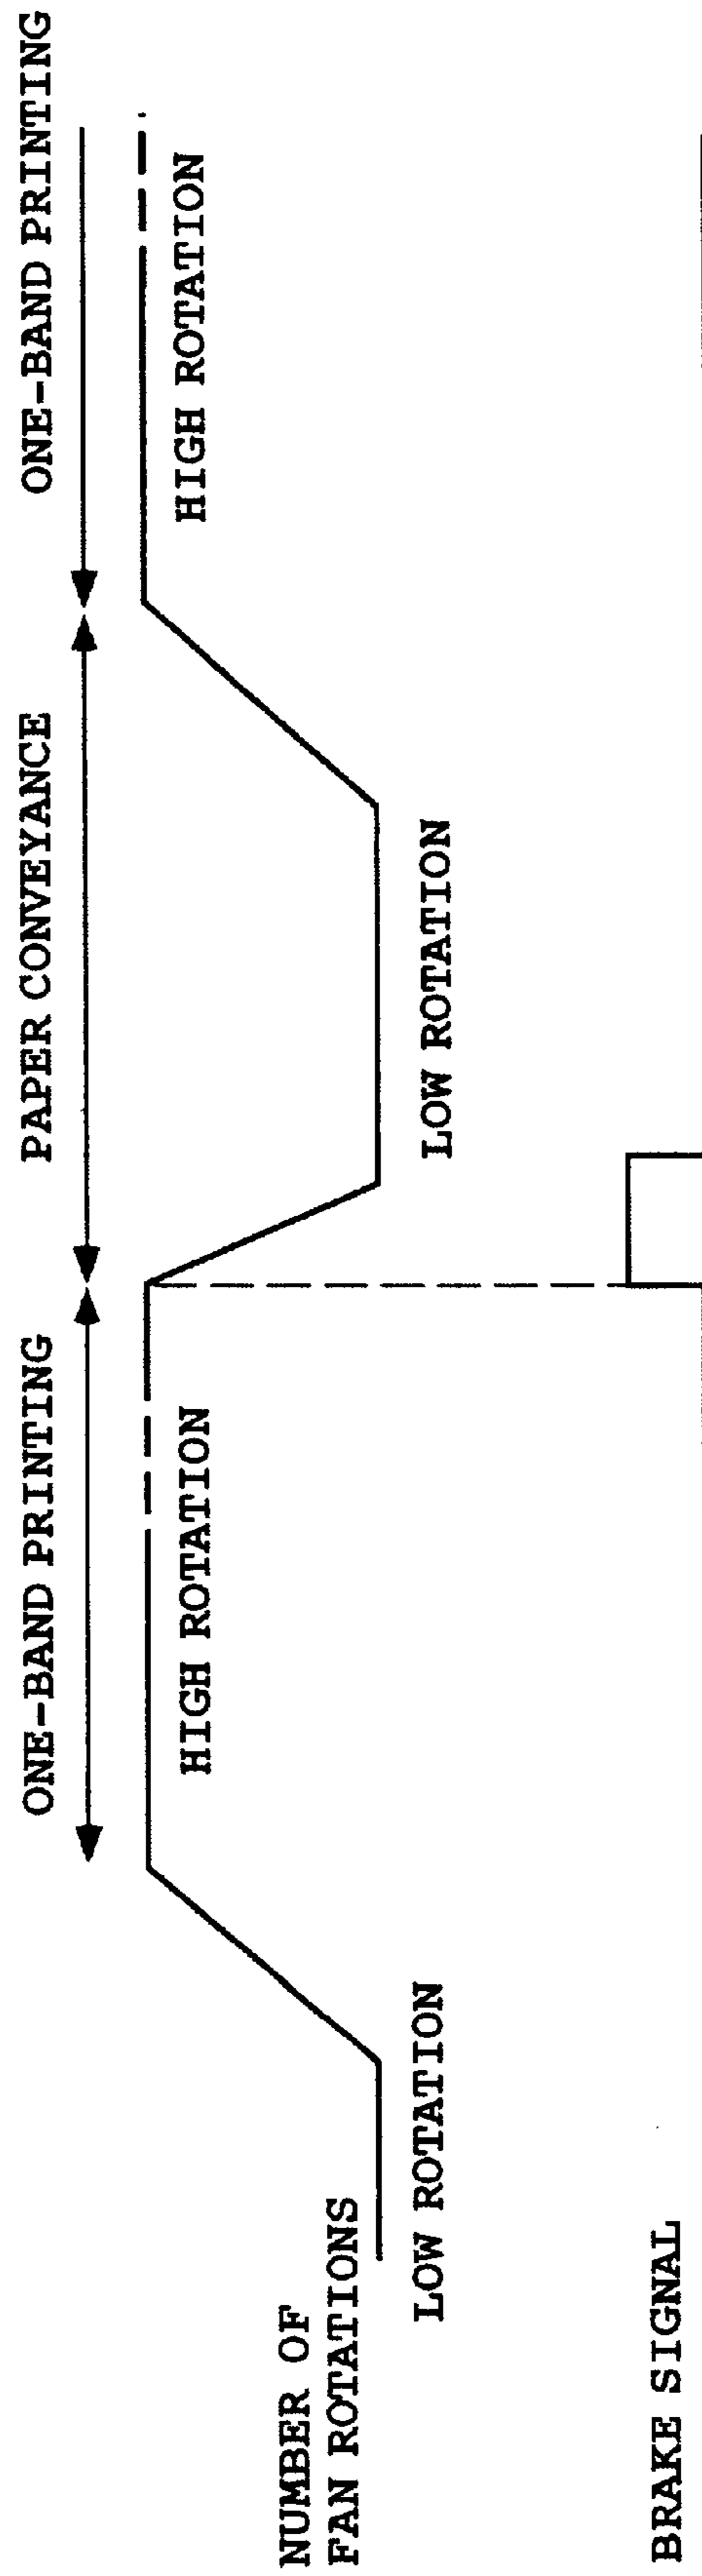 ONE-BAND PRINTING
PAPER CONVEYANCE
ONE-BAND PRINTING
NUMBER OF
FAN ROTATIONS
HIGH ROTATION
HIGH ROTATION
LOW ROTATION
LOW ROTATION
BRAKE SIGNAL